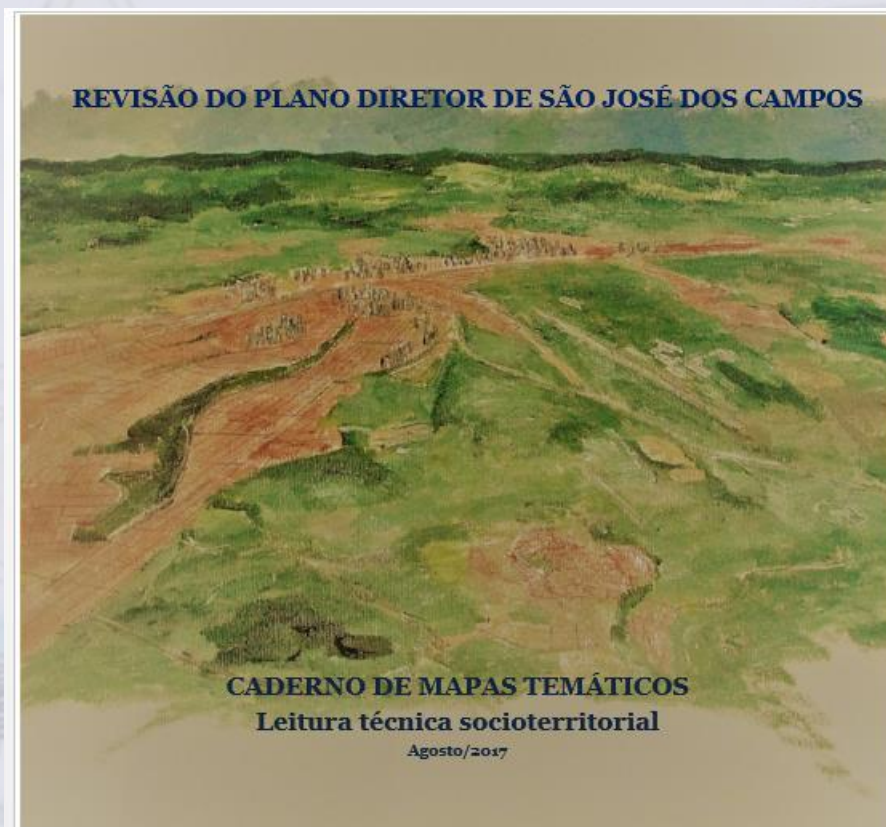 REVISÃO DO PLANO DIRETOR DE SÃO JOSÉ DOS CAMPOS
CADERNO DE MAPAS TEMÁTICOS
Leitura técnica socioterritorial
Agosto/2017